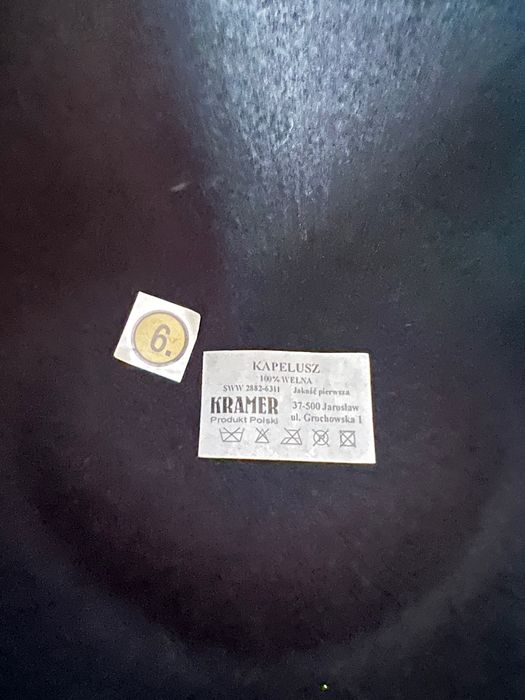 6.
KAPELUSZ
100% WEŁNA
SWW 2882-6311 Jakość pierwsza
KRAMER 37-500 Jarosław
Produkt Polski ul. Grochowska 1